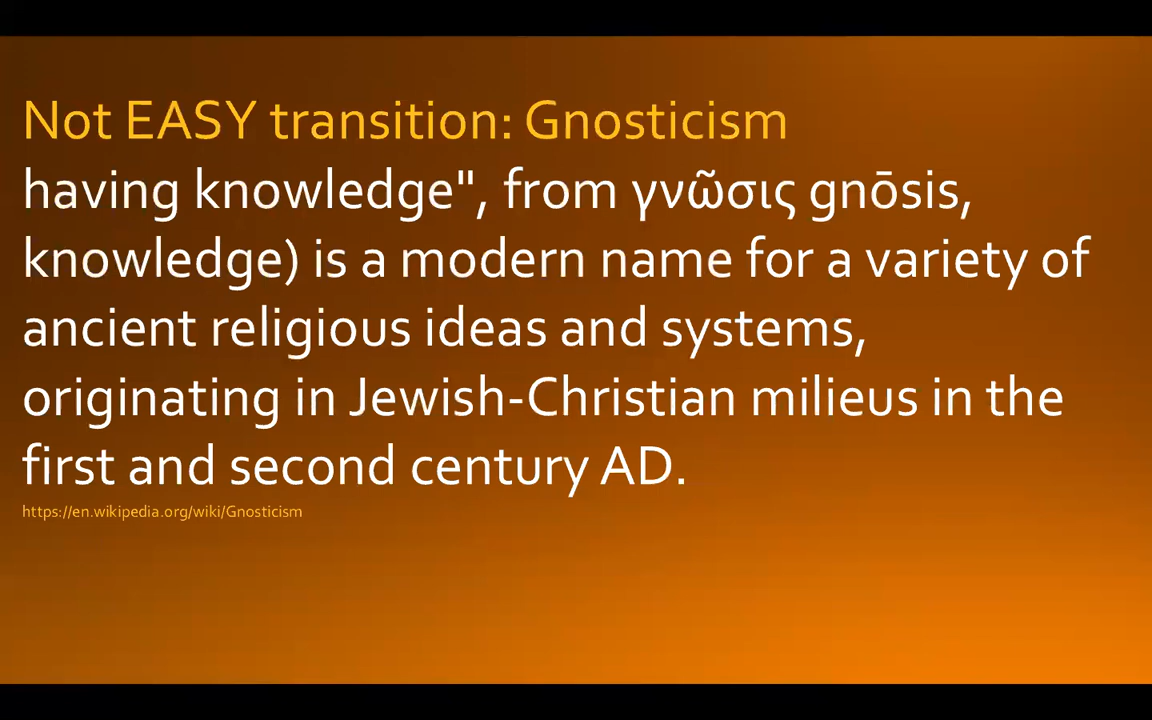 Not EASY transition: Gnosticism
having knowledge", from γνῶσις gnōsis,
knowledge) is a modern name for a variety of
ancient religious ideas and systems,
originating in Jewish-Christian milieus in the
first and second century AD.
https://en.wikipedia.org/wiki/Gnosticism